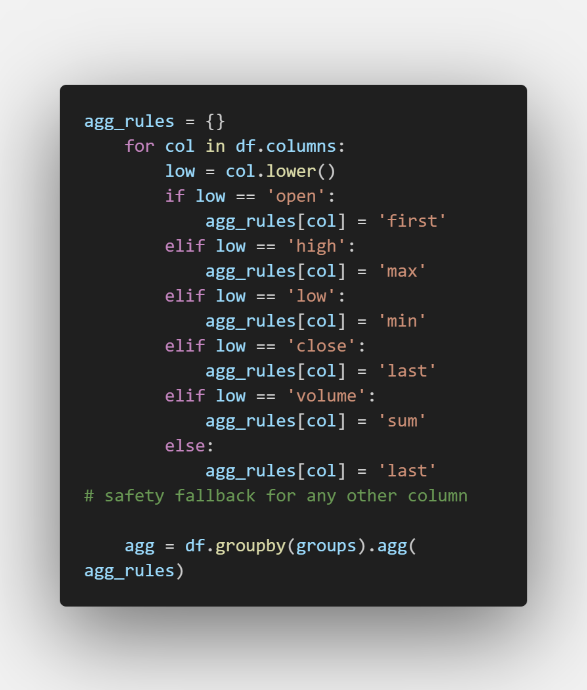 agg_rules = {}
    for col in df.columns:
        low = col.lower()
        if low == 'open':
            agg_rules[col] = 'first'
        elif low == 'high':
            agg_rules[col] = 'max'
        elif low == 'low':
            agg_rules[col] = 'min'
        elif low == 'close':
            agg_rules[col] = 'last'
        elif low == 'volume':
            agg_rules[col] = 'sum'
        else:
            agg_rules[col] = 'last'
# safety fallback for any other column

    agg = df.groupby(groups).agg(
agg_rules)